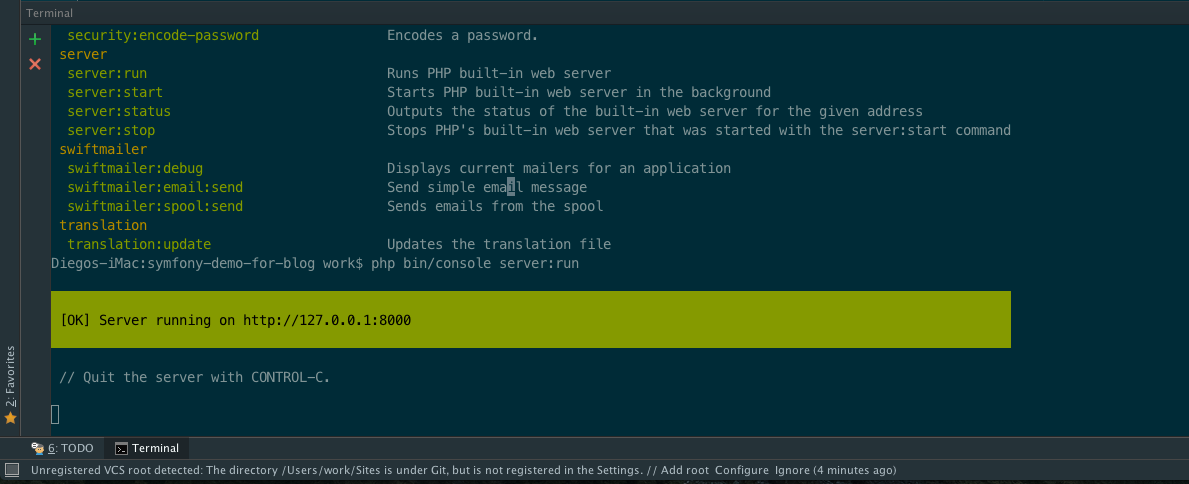 Terminal
security:encode-password Encodes a password.
server
server:run Runs PHP built-in web server
server:start Starts PHP built-in web server in the background
server:status Outputs the status of the built-in web server for the given address
server:stop Stops PHP's built-in web server that was started with the server:start command
swiftmailer
swiftmailer:debug Displays current mailers for an application
swiftmailer:email:send Send simple email message
swiftmailer:spool:send Sends emails from the spool
translation
translation:update Updates the translation file
Diegos-iMac:symfony-demo-for-blog work$ php bin/console server:run
[OK] Server running on http://127.0.0.1:8000
// Quit the server with CONTROL-C.
2: Favorites
6: TODO Terminal
Unregistered VCS root detected: The directory /Users/work/Sites is under Git, but is not registered in the Settings. // Add root Configure Ignore (4 minutes ago)